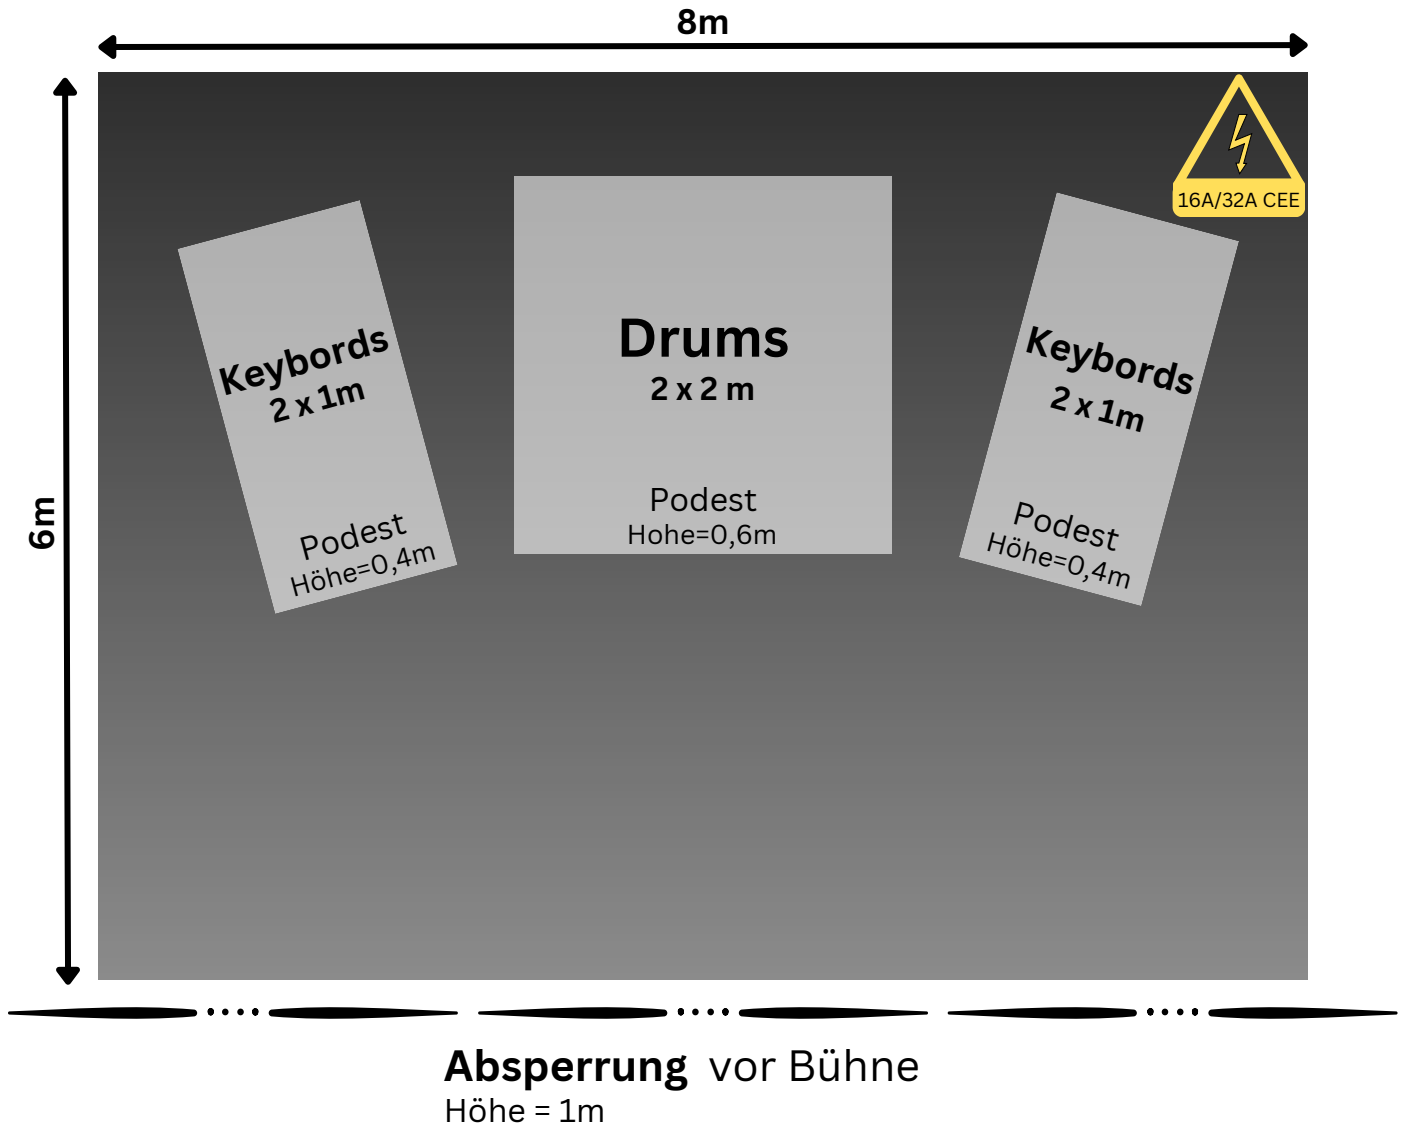 8m
6m
16A/32A CEE
Keybords
2 x 1m
Podest
Höhe=0,4m
Drums
2 x 2 m
Podest
Hohe=0,6m
Keybords
2 x 1m
Podest
Höhe=0,4m
Absperrung vor Bühne
Höhe = 1m